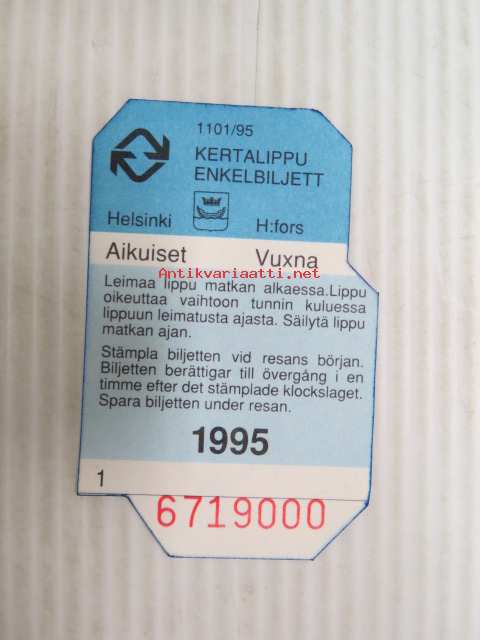 1101/95
KERTALIPPU
ENKELBILJETT
Helsinki H:fors
Aikuiset Vuxna
Antikvariaatti.net
Leimaa lippu matkan alkaessa.Lippu
oikeuttaa vaihtoon tunnin kuluessa
lippuun leimatusta ajasta. Säilytä lippu
matkan ajan.
Stämpla biljetten vid resans början.
Biljetten berättigar till övergång i en
timme efter det stämplade klockslaget.
Spara biljetten under resan.
1995
1
6719000